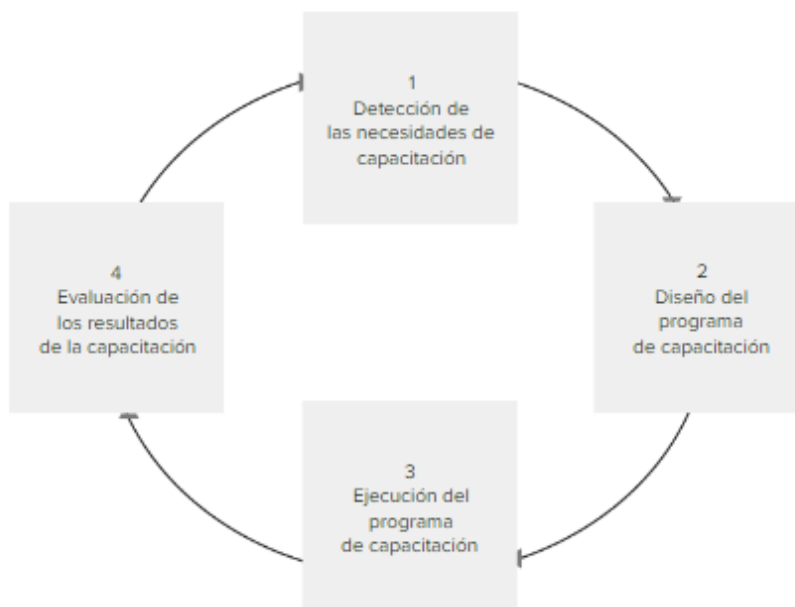 1
Detección de
las necesidades de
capacitación
2
Diseño del
programa
de capacitación
3
Ejecución del
programa
de capacitación
4
Evaluación de
los resultados
de la capacitación